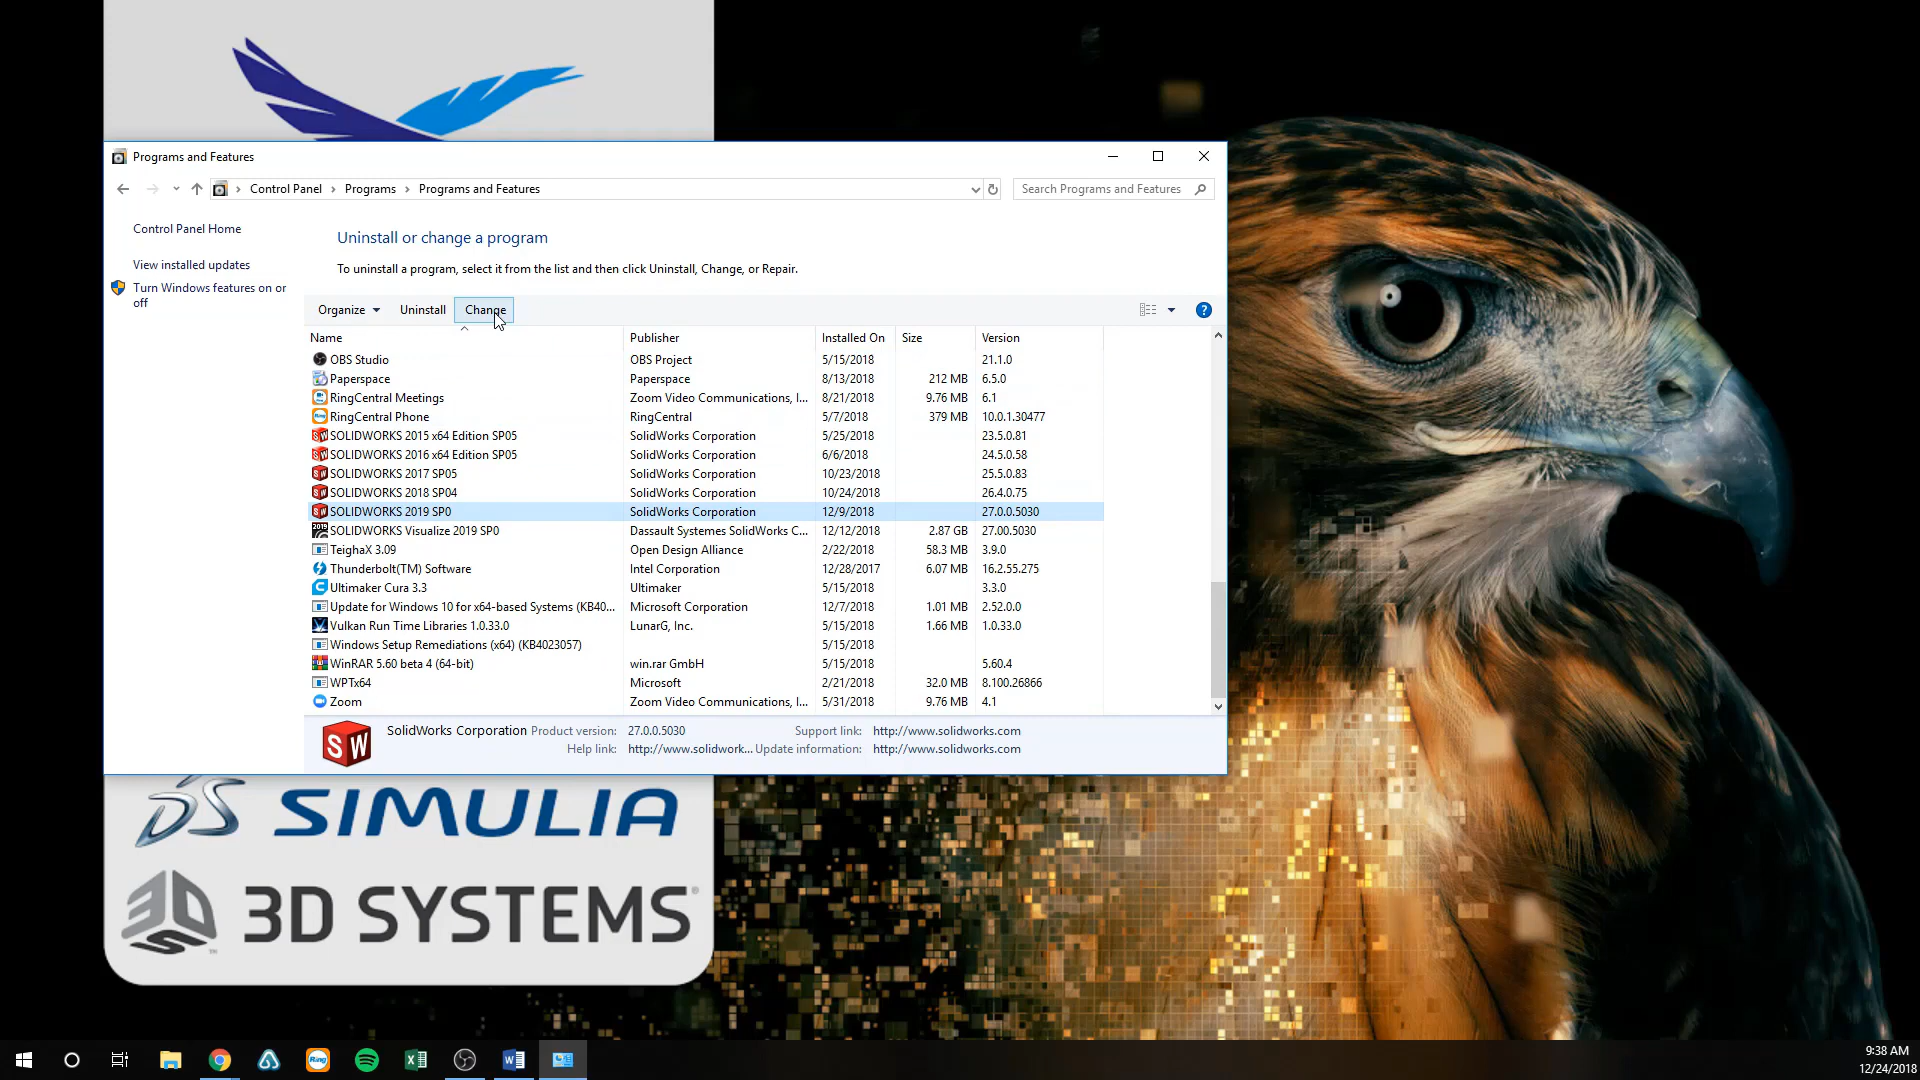 Programs and Features
Control Panel Programs Programs and Features
Search Programs and Features
Control Panel Home
View installed updates
Turn Windows features on or
off
Uninstall or change a program
To uninstall a program, select it from the list and then click Uninstall, Change, or Repair.
Organize Uninstall Change
?
Name Publisher Installed On Size Version
OBS Studio OBS Project 5/15/2018 21.1.0
Paperspace Paperspace 8/13/2018 212 MB 6.5.0
RingCentral Meetings Zoom Video Communications, I... 8/21/2018 9.76 MB 6.1
RingCentral Phone RingCentral 5/7/2018 379 MB 10.0.1.30477
SOLIDWORKS 2015 x64 Edition SP05 SolidWorks Corporation 5/25/2018 23.5.0.81
SOLIDWORKS 2016 x64 Edition SP05 SolidWorks Corporation 6/6/2018 24.5.0.58
SOLIDWORKS 2017 SP05 SolidWorks Corporation 10/23/2018 25.5.0.83
SOLIDWORKS 2018 SP04 SolidWorks Corporation 10/24/2018 26.4.0.75
SOLIDWORKS 2019 SP0 SolidWorks Corporation 12/9/2018 27.0.0.5030
SOLIDWORKS Visualize 2019 SP0 Dassault Systemes SolidWorks C... 12/12/2018 2.87 GB 27.00.5030
TeighaX 3.09 Open Design Alliance 2/22/2018 58.3 MB 3.9.0
Thunderbolt(TM) Software Intel Corporation 12/28/2017 6.07 MB 16.2.55.275
Ultimaker Cura 3.3 Ultimaker 5/15/2018 3.3.0
Update for Windows 10 for x64-based Systems (KB40... Microsoft Corporation 12/7/2018 1.01 MB 2.52.0.0
Vulkan Run Time Libraries 1.0.33.0 LunarG, Inc. 5/15/2018 1.66 MB 1.0.33.0
Windows Setup Remediations (x64) (KB4023057) 5/15/2018
WinRAR 5.60 beta 4 (64-bit) win.rar GmbH 5/15/2018 5.60.4
WPTx64 Microsoft 2/21/2018 32.0 MB 8.100.26866
Zoom Zoom Video Communications, I... 5/31/2018 9.76 MB 4.1
SW
SolidWorks Corporation Product version: 27.0.0.5030 Support link: http://www.solidworks.com
Help link: http://www.solidwork... Update information: http://www.solidworks.com
SIMULIA
3D SYSTEMS
Ring
9:38 AM
12/24/2018